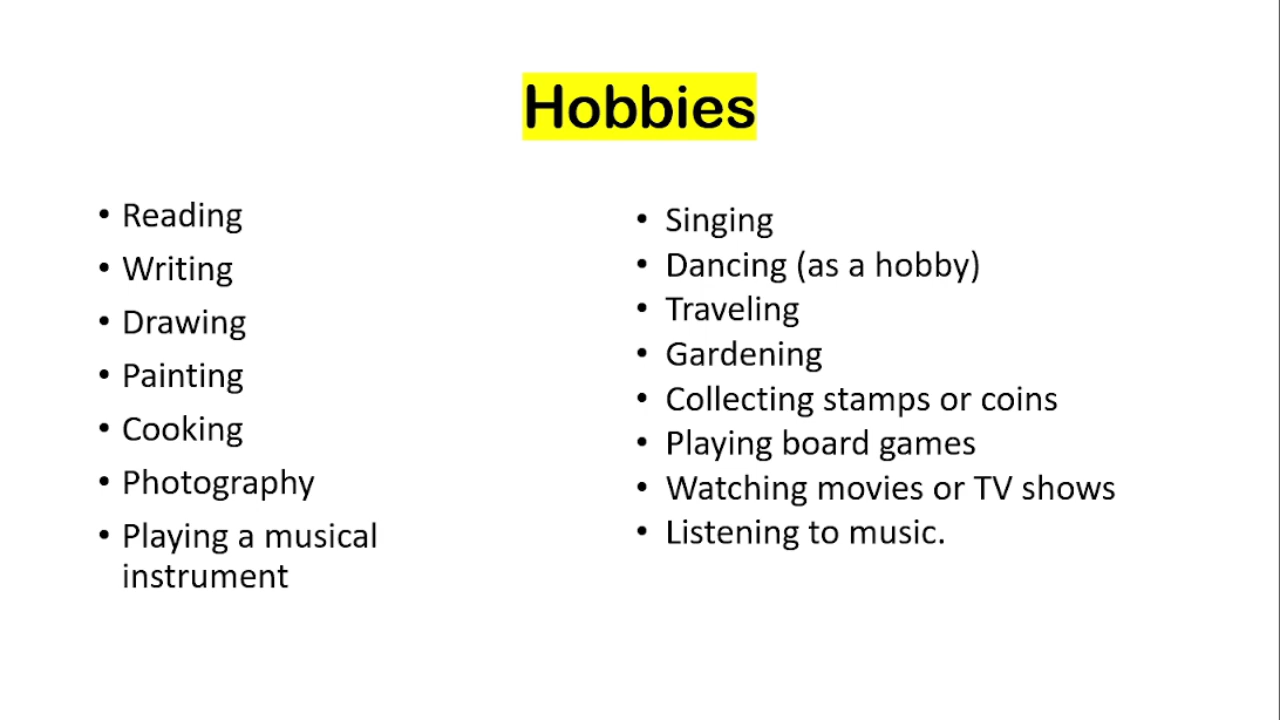 Hobbies
• Reading
• Writing
• Drawing
• Painting
• Cooking
• Photography
• Playing a musical
instrument
• Singing
• Dancing (as a hobby)
• Traveling
• Gardening
• Collecting stamps or coins
• Playing board games
• Watching movies or TV shows
• Listening to music.